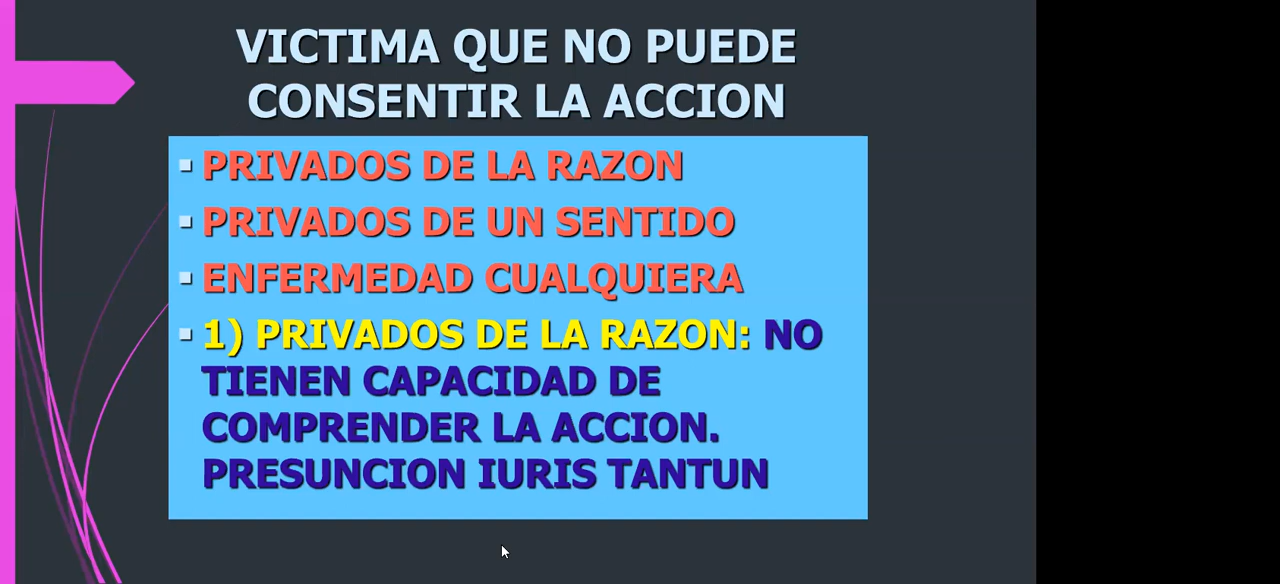 VICTIMA QUE NO PUEDE
CONSENTIR LA ACCION
PRIVADOS DE LA RAZON
PRIVADOS DE UN SENTIDO
ENFERMEDAD CUALQUIERA
1) PRIVADOS DE LA RAZON: NO
TIENEN CAPACIDAD DE
COMPRENDER LA ACCION.
PRESUNCION IURIS TANTUN